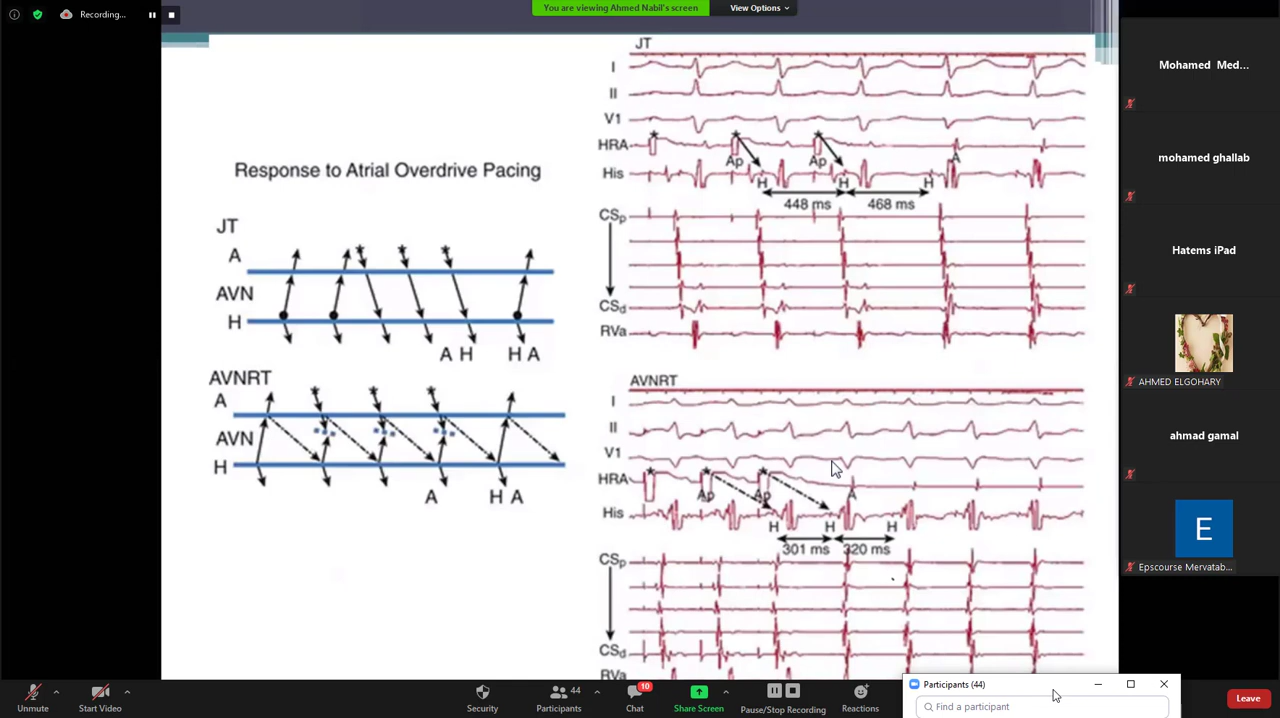 Recording...
You are viewing Ahmed Nabil's screen
View Options
Response to Atrial Overdrive Pacing
JT
A
AVN
H
A H
H A
AVNRT
A
AVN
H
A
H A
JT
I
II
V1
HRA
Ap
Ap
A
His
H
H
H
448 ms
468 ms
CSp
CSd
RVa
AVNRT
I
II
V1
HRA
Ap
Ap
A
His
H
H
H
301 ms
320 ms
CSp
CSd
RVa
Mohamed Med...
mohamed ghallab
Hatems iPad
AHMED ELGOHARY
ahmad gamal
E
Epscourse Mervatab...
Participants (44)
Find a participant
Unmute
Start Video
Security
44
Participants
10
Chat
Share Screen
Pause/Stop Recording
Reactions
Leave